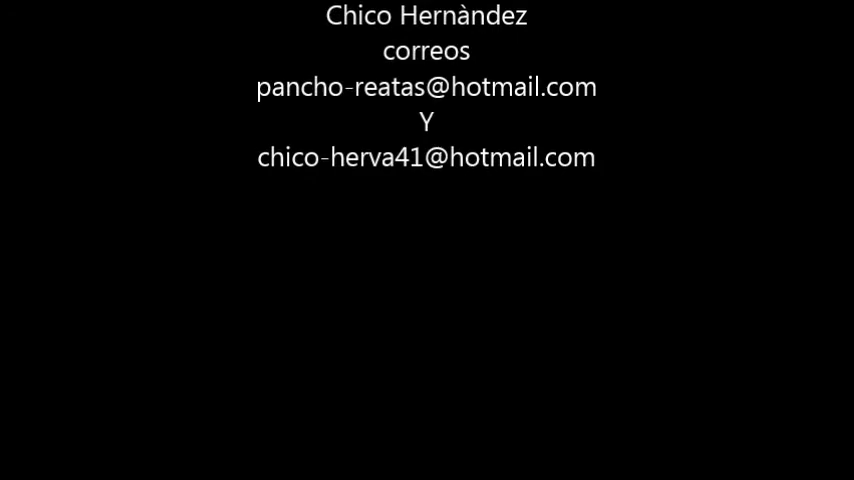 Chico Hernàndez
correos
pancho-reatas@hotmail.com
Y
chico-herva41@hotmail.com